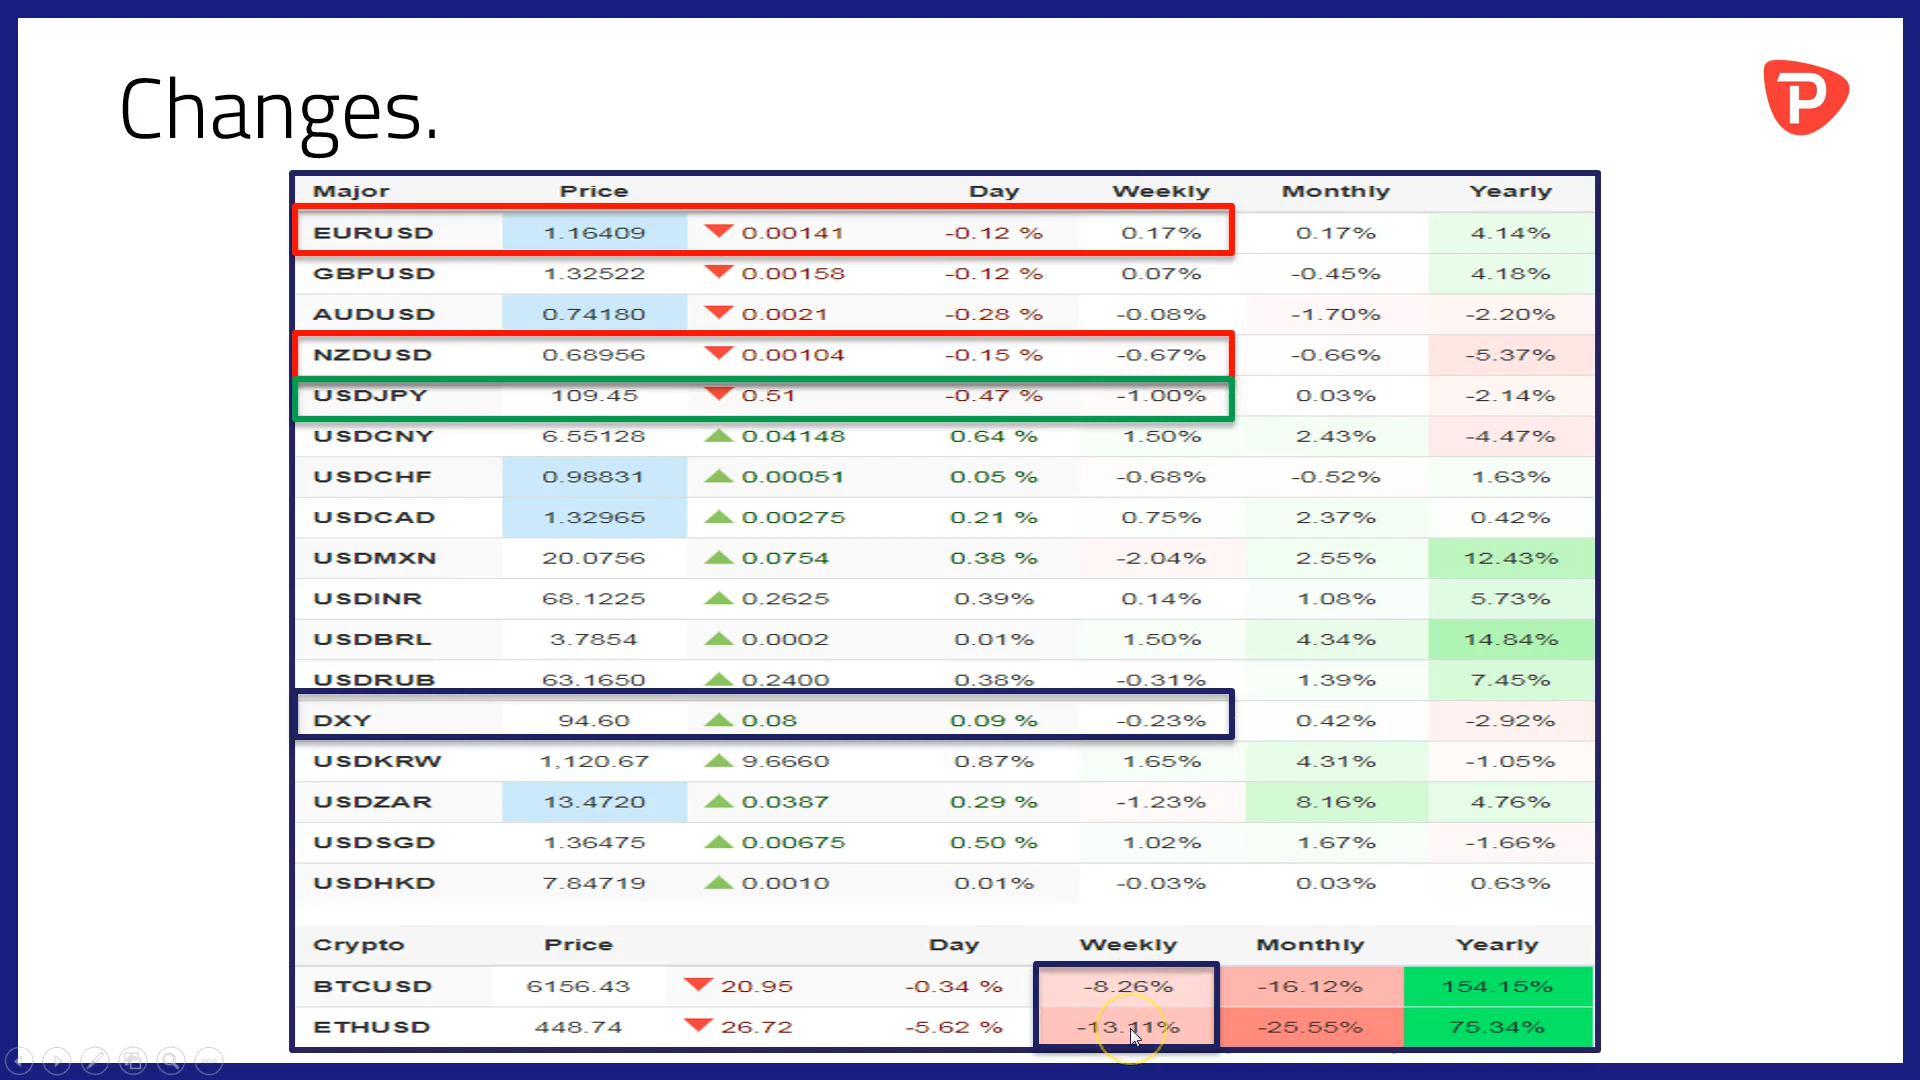 Changes.
P
Major Price Day Weekly Monthly Yearly
EURUSD 1.16409 0.00141 -0.12 % 0.17% 0.17% 4.14%
GBPUSD 1.32522 0.00158 -0.12 % 0.07% -0.45% 4.18%
AUDUSD 0.74180 0.0021 -0.28 % -0.08% -1.70% -2.20%
NZDUSD 0.68956 0.00104 -0.15 % -0.67% -0.66% -5.37%
USDJPY 109.45 0.51 -0.47 % -1.00% 0.03% -2.14%
USDCNY 6.55128 0.04148 0.64 % 1.50% 2.43% -4.47%
USDCHF 0.98831 0.00051 0.05 % -0.68% -0.52% 1.63%
USDCAD 1.32965 0.00275 0.21 % 0.75% 2.37% 0.42%
USDMXN 20.0756 0.0754 0.38 % -2.04% 2.55% 12.43%
USDINR 68.1225 0.2625 0.39% 0.14% 1.08% 5.73%
USDBRL 3.7854 0.0002 0.01% 1.50% 4.34% 14.84%
USDRUB 63.1650 0.2400 0.38% -0.31% 1.39% 7.45%
DXY 94.60 0.08 0.09 % -0.23% 0.42% -2.92%
USDKRW 1,120.67 9.6660 0.87% 1.65% 4.31% -1.05%
USDZAR 13.4720 0.0387 0.29 % -1.23% 8.16% 4.76%
USDSGD 1.36475 0.00675 0.50 % 1.02% 1.67% -1.66%
USDHKD 7.84719 0.0010 0.01% -0.03% 0.03% 0.63%
Crypto Price Day Weekly Monthly Yearly
BTCUSD 6156.43 20.95 -0.34 % -8.26% -16.12% 154.15%
ETHUSD 448.74 26.72 -5.62 % -13.11% -25.55% 75.34%